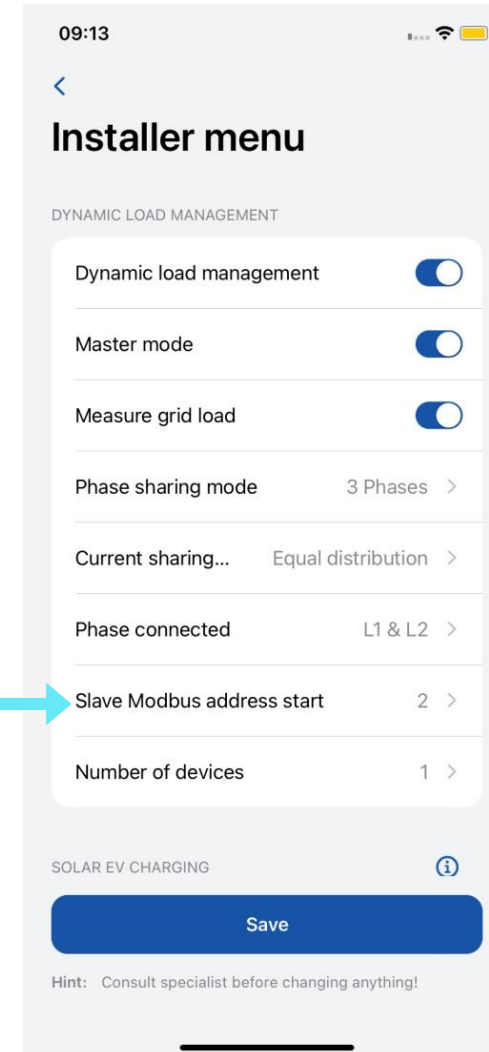 09:13
Installer menu
DYNAMIC LOAD MANAGEMENT
Dynamic load management
Master mode
Measure grid load
Phase sharing mode 3 Phases
Current sharing... Equal distribution
Phase connected L1 & L2
Slave Modbus address start 2
Number of devices 1
SOLAR EV CHARGING
Save
Hint: Consult specialist before changing anything!